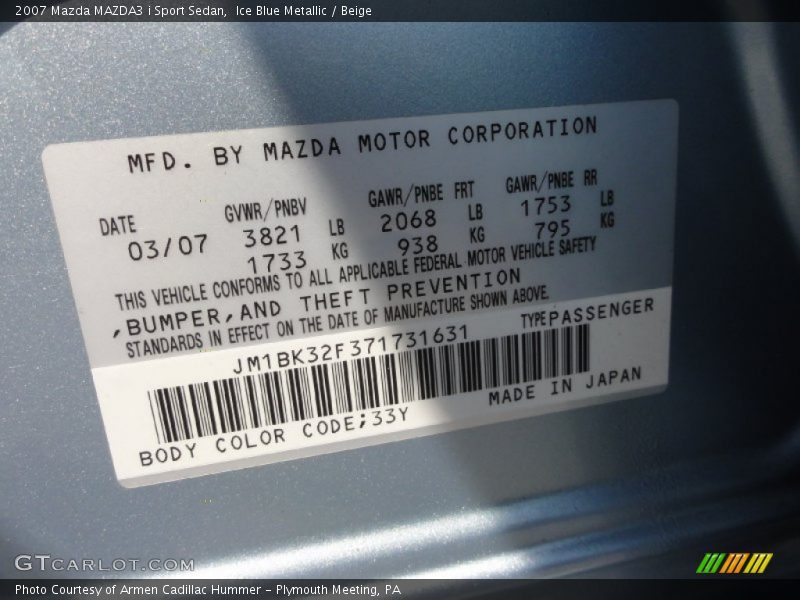 2007 Mazda MAZDA3 i Sport Sedan, Ice Blue Metallic / Beige
MFD. BY MAZDA MOTOR CORPORATION
DATE GVWR/PNBV GAWR/PNBE FRT GAWR/PNBE RR
03/07 3821 LB 2068 LB 1753 LB
1733 KG 938 KG 795 KG
THIS VEHICLE CONFORMS TO ALL APPLICABLE FEDERAL MOTOR VEHICLE SAFETY
,BUMPER,AND THEFT PREVENTION
STANDARDS IN EFFECT ON THE DATE OF MANUFACTURE SHOWN ABOVE.
JM1BK32F371731631 TYPE PASSENGER
BODY COLOR CODE;33Y MADE IN JAPAN
GTCARLOT.COM
Photo Courtesy of Armen Cadillac Hummer - Plymouth Meeting, PA